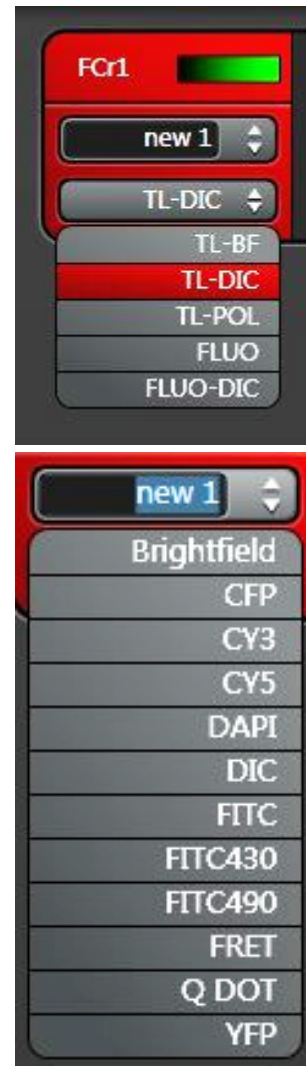 FCr1
new 1
TL-DIC
TL-BF
TL-DIC
TL-POL
FLUO
FLUO-DIC
new 1
Brightfield
CFP
CY3
CY5
DAPI
DIC
FITC
FITC430
FITC490
FRET
Q DOT
YFP